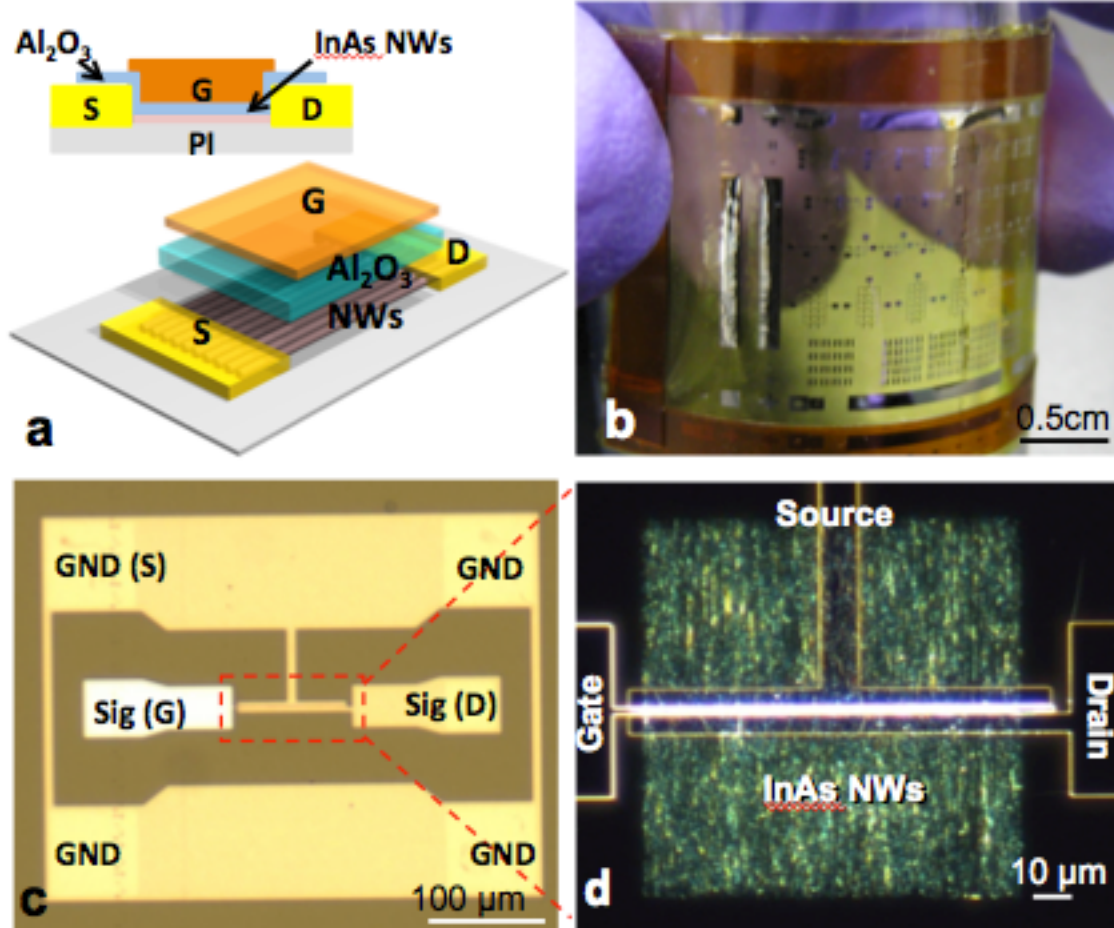 Al₂O₃
InAs NWs
G
S
D
PI
G
D
Al₂O₃
NWs
S
a
b
0.5cm
GND (S)
GND
Sig (G)
Sig (D)
GND
GND
c
100 µm
Source
Gate
Drain
InAs NWs
10 µm
d